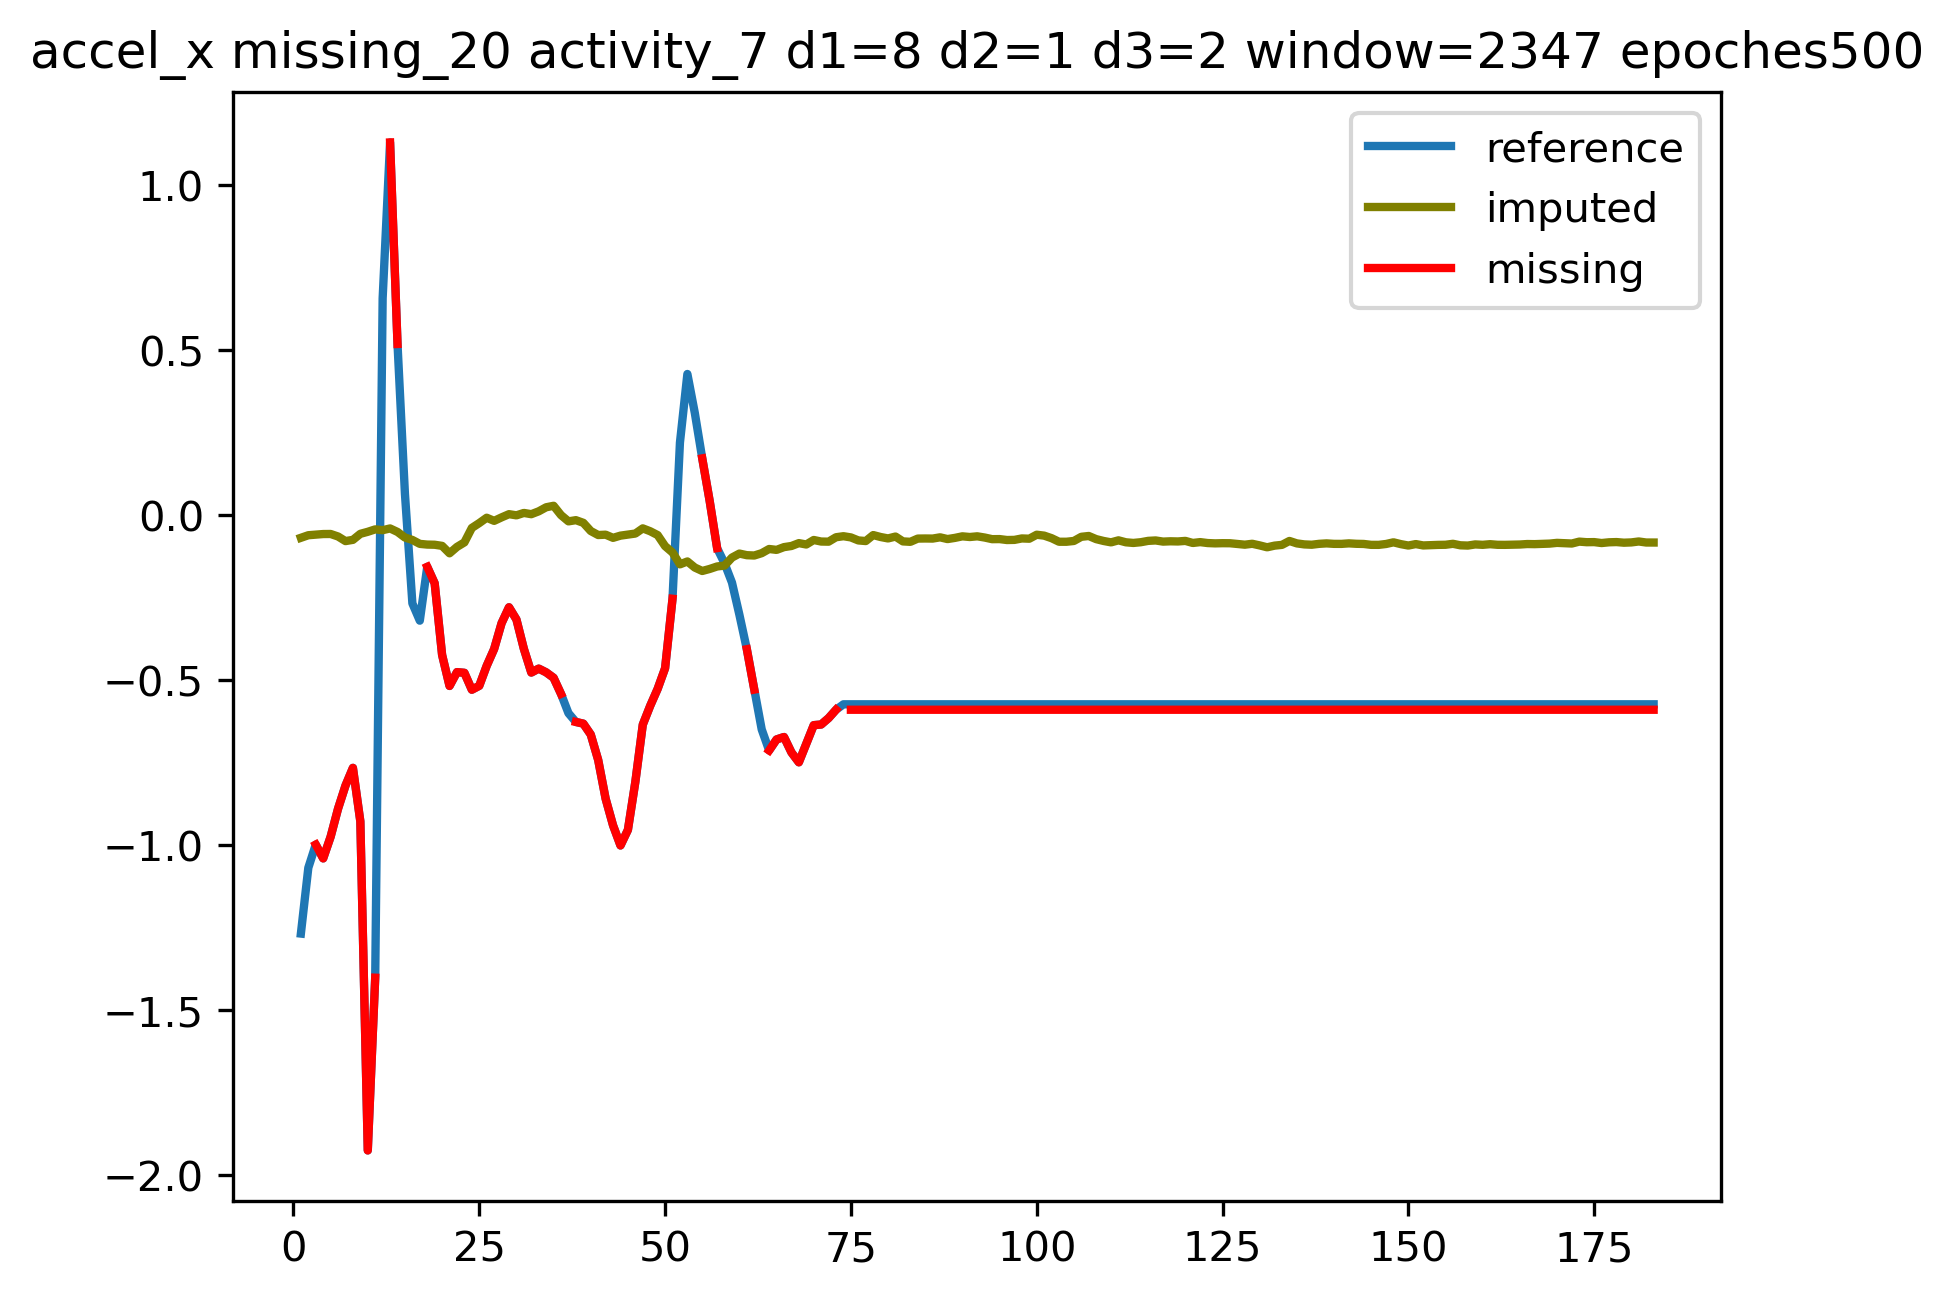 accel_x missing_20 activity_7 d1=8 d2=1 d3=2 window=2347 epoches500
reference
imputed
missing
1.0
0.5
0.0
−0.5
−1.0
−1.5
−2.0
0 25 50 75 100 125 150 175